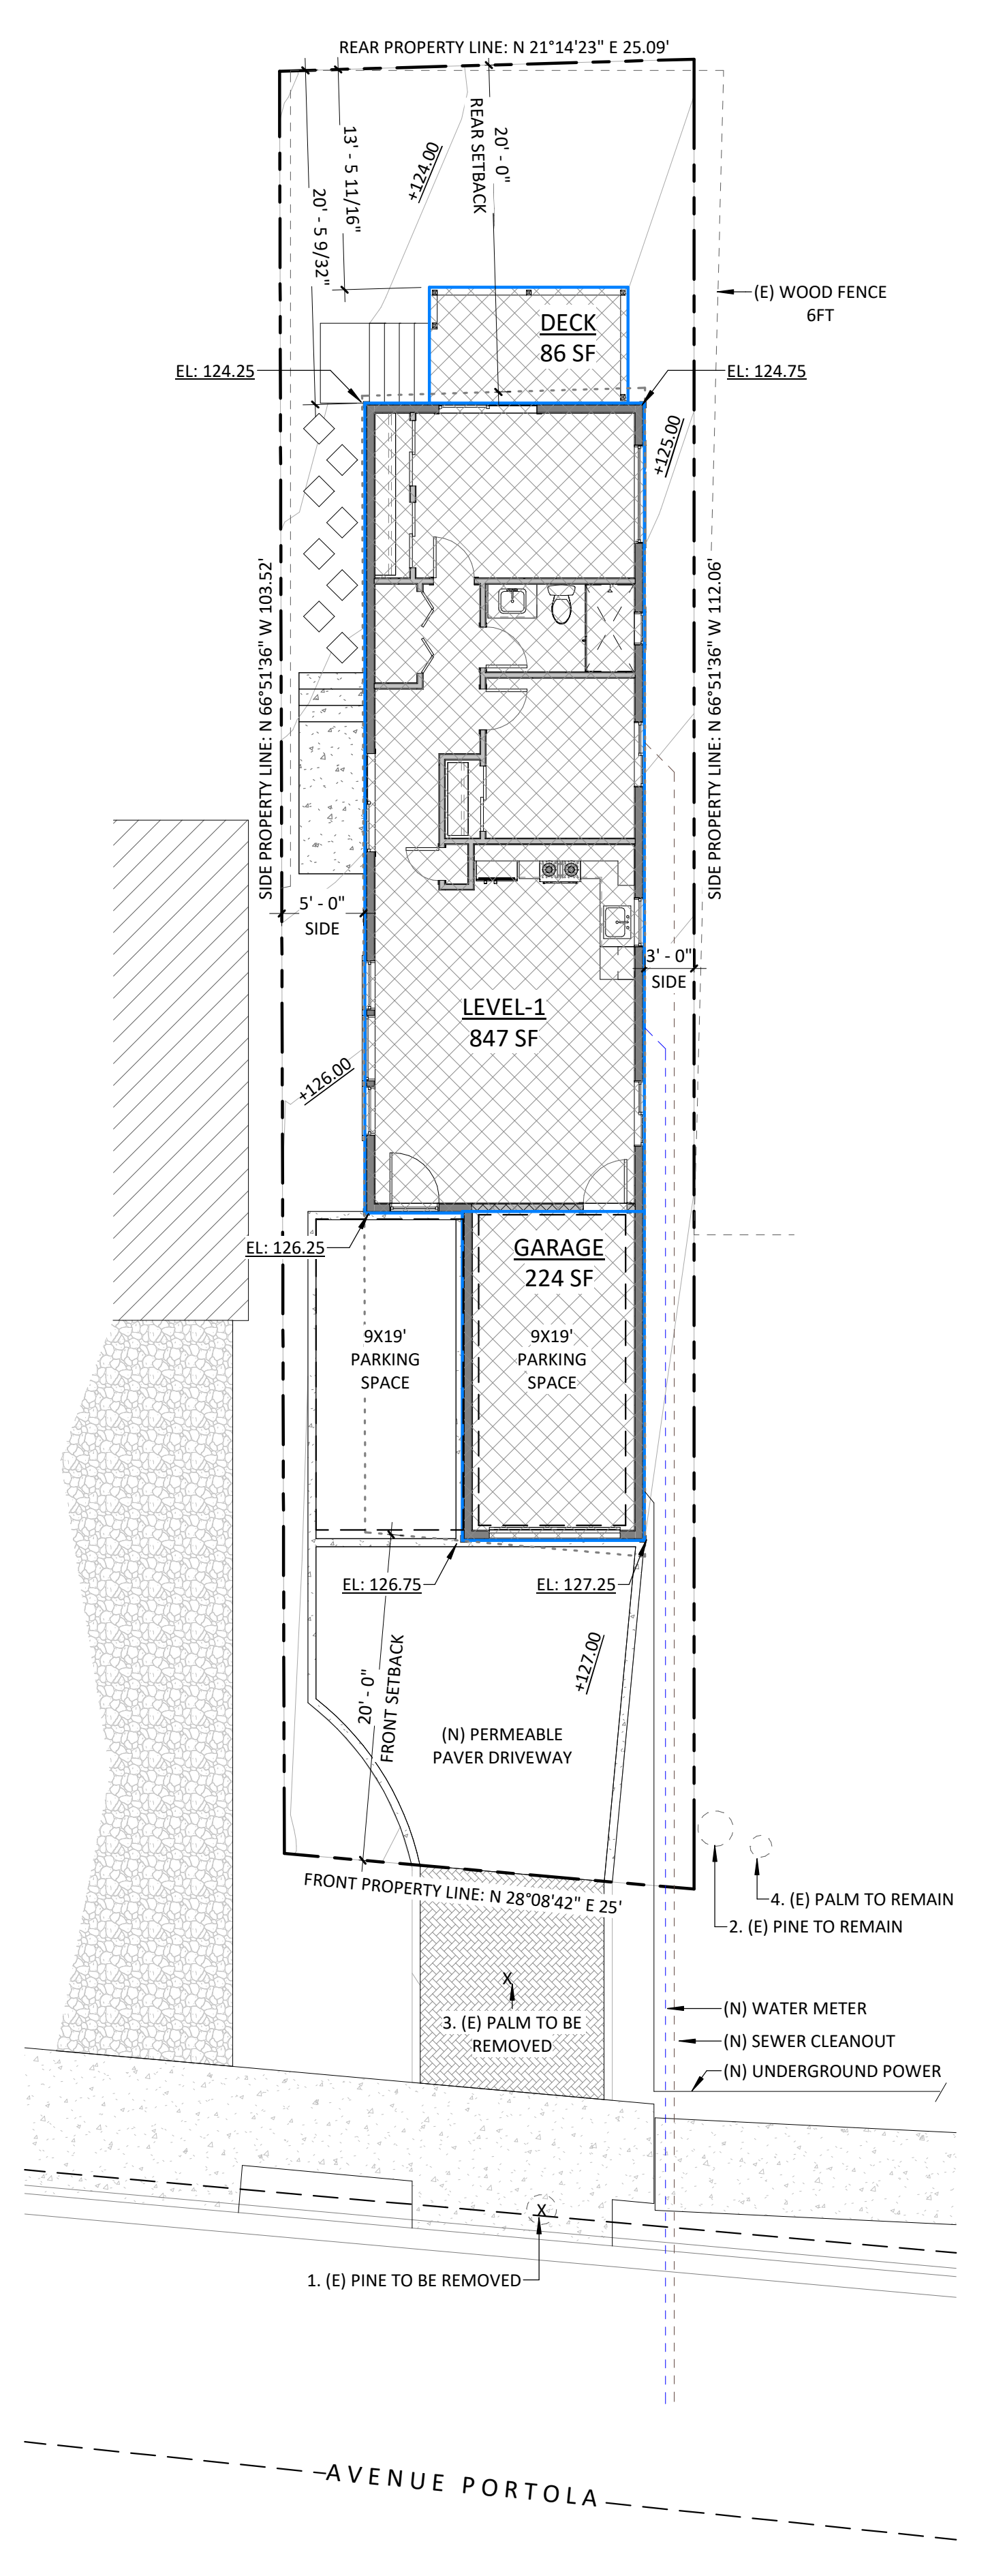 REAR PROPERTY LINE: N 21°14'23" E 25.09'
13' - 5 11/16"
20' - 5 9/32"
+124.00
20' - 0"
REAR SETBACK
(E) WOOD FENCE
6FT
DECK
86 SF
EL: 124.25
EL: 124.75
+125.00
SIDE PROPERTY LINE: N 66°51'36" W 103.52'
SIDE PROPERTY LINE: N 66°51'36" W 112.06'
5' - 0"
SIDE
3' - 0"
SIDE
LEVEL-1
847 SF
+126.00
EL: 126.25
GARAGE
224 SF
9X19'
PARKING
SPACE
9X19'
PARKING
SPACE
EL: 126.75
EL: 127.25
20' - 0"
FRONT SETBACK
+127.00
(N) PERMEABLE
PAVER DRIVEWAY
FRONT PROPERTY LINE: N 28°08'42" E 25'
4. (E) PALM TO REMAIN
2. (E) PINE TO REMAIN
X
3. (E) PALM TO BE
REMOVED
(N) WATER METER
(N) SEWER CLEANOUT
(N) UNDERGROUND POWER
X
1. (E) PINE TO BE REMOVED
AVENUE PORTOLA